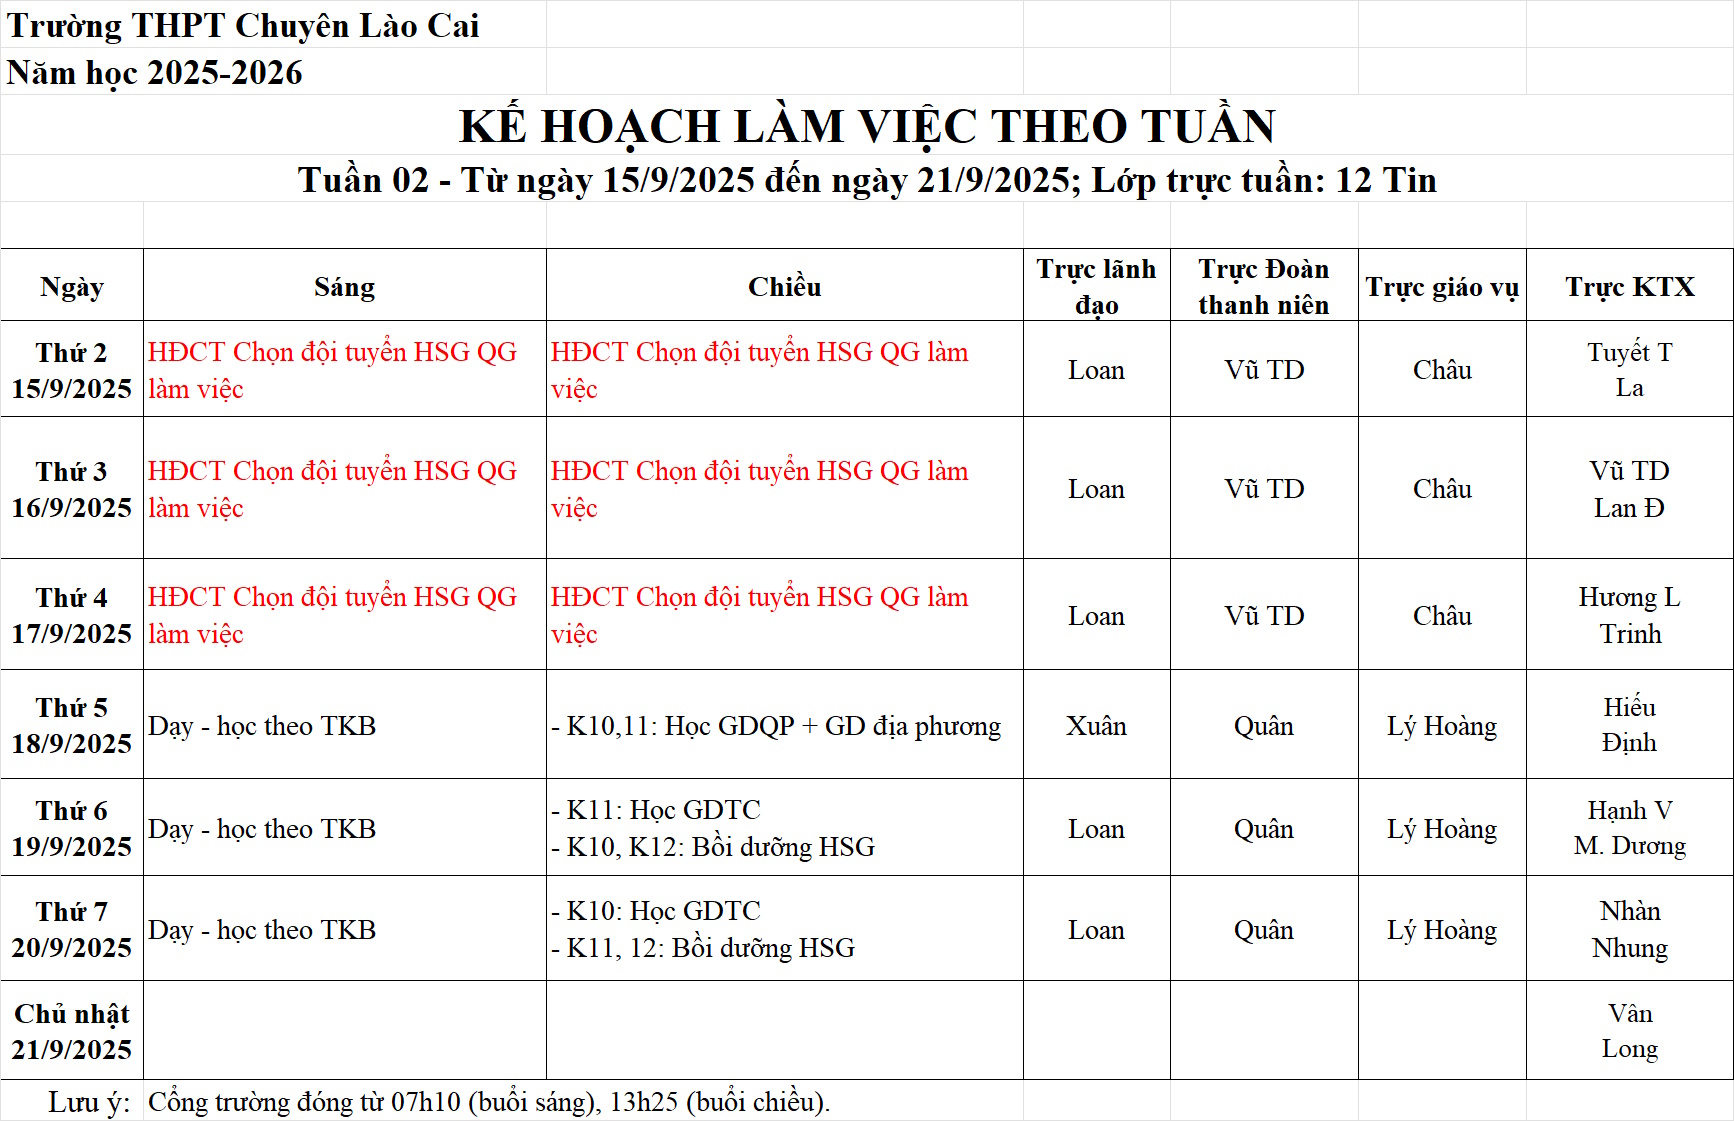 Trường THPT Chuyên Lào Cai
Năm học 2025-2026
KẾ HOẠCH LÀM VIỆC THEO TUẦN
Tuần 02 - Từ ngày 15/9/2025 đến ngày 21/9/2025; Lớp trực tuần: 12 Tin
Ngày
Sáng
Chiều
Trực lãnh
đạo
Trực Đoàn
thanh niên
Trực giáo vụ
Trực KTX
Thứ 2
15/9/2025
HĐCT Chọn đội tuyển HSG QG
làm việc
HĐCT Chọn đội tuyển HSG QG làm
việc
Loan
Vũ TD
Châu
Tuyết T
La
Thứ 3
16/9/2025
HĐCT Chọn đội tuyển HSG QG
làm việc
HĐCT Chọn đội tuyển HSG QG làm
việc
Loan
Vũ TD
Châu
Vũ TD
Lan Đ
Thứ 4
17/9/2025
HĐCT Chọn đội tuyển HSG QG
làm việc
HĐCT Chọn đội tuyển HSG QG làm
việc
Loan
Vũ TD
Châu
Hương L
Trinh
Thứ 5
18/9/2025
Dạy - học theo TKB
- K10,11: Học GDQP + GD địa phương
Xuân
Quân
Lý Hoàng
Hiếu
Định
Thứ 6
19/9/2025
Dạy - học theo TKB
- K11: Học GDTC
- K10, K12: Bồi dưỡng HSG
Loan
Quân
Lý Hoàng
Hạnh V
M. Dương
Thứ 7
20/9/2025
Dạy - học theo TKB
- K10: Học GDTC
- K11, 12: Bồi dưỡng HSG
Loan
Quân
Lý Hoàng
Nhàn
Nhung
Chủ nhật
21/9/2025
Vân
Long
Lưu ý:
Cổng trường đóng từ 07h10 (buổi sáng), 13h25 (buổi chiều).